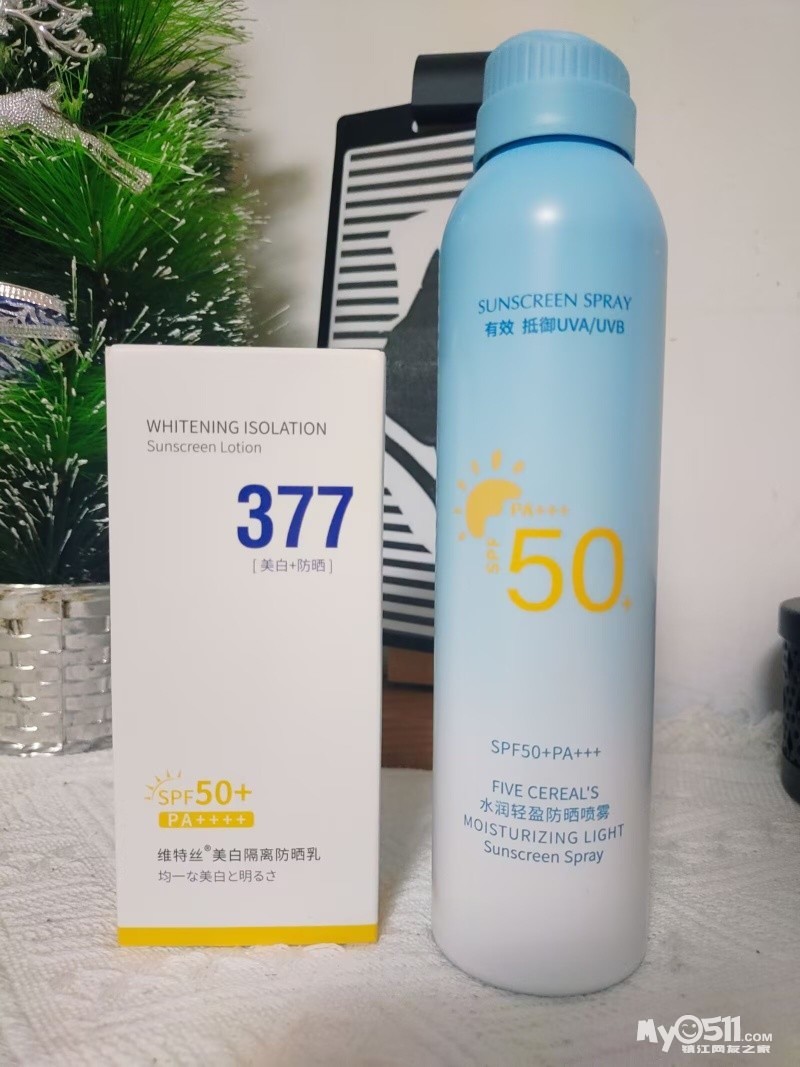 WHITENING ISOLATION
Sunscreen Lotion
377
[ 美白+防晒 ]
SPF50+
PA++++
维特丝®美白隔离防晒乳
均一な美白と明るさ
SUNSCREEN SPRAY
有效 抵御UVA/UVB
PA+++
SPF
50+
SPF50+PA+++
FIVE CEREAL'S
水润轻盈防晒喷雾
MOISTURIZING LIGHT
Sunscreen Spray
My0511.COM
镇江网友之家